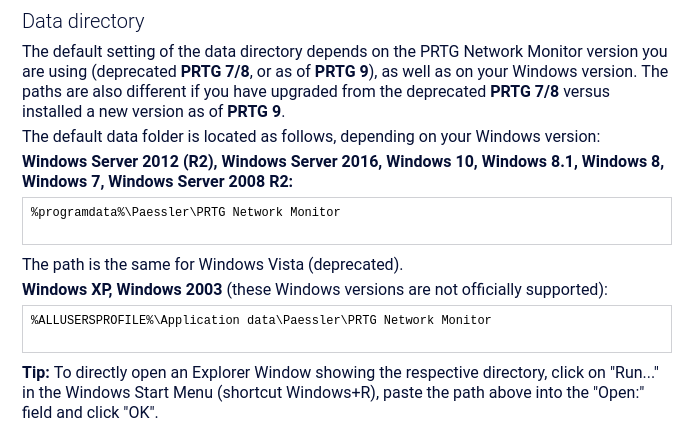 Data directory
The default setting of the data directory depends on the PRTG Network Monitor version you
are using (deprecated PRTG 7/8, or as of PRTG 9), as well as on your Windows version. The
paths are also different if you have upgraded from the deprecated PRTG 7/8 versus
installed a new version as of PRTG 9.
The default data folder is located as follows, depending on your Windows version:
Windows Server 2012 (R2), Windows Server 2016, Windows 10, Windows 8.1, Windows 8,
Windows 7, Windows Server 2008 R2:
%programdata%\Paessler\PRTG Network Monitor
The path is the same for Windows Vista (deprecated).
Windows XP, Windows 2003 (these Windows versions are not officially supported):
%ALLUSERSPROFILE%\Application data\Paessler\PRTG Network Monitor
Tip: To directly open an Explorer Window showing the respective directory, click on "Run..."
in the Windows Start Menu (shortcut Windows+R), paste the path above into the "Open:"
field and click "OK".